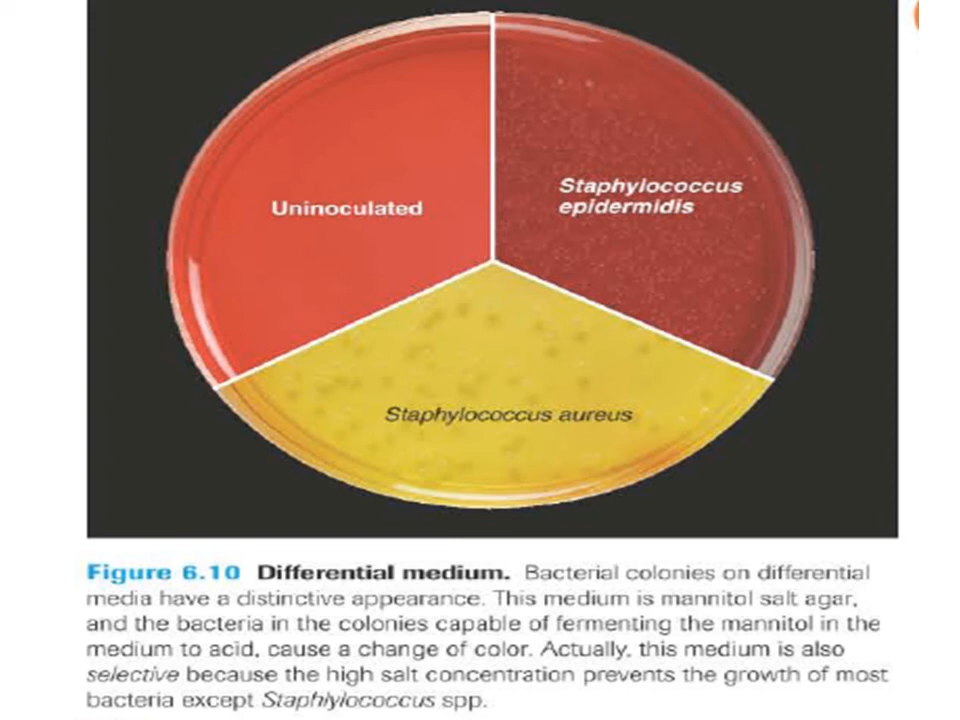 Uninoculated
Staphylococcus
epidermidis
Staphylococcus aureus
Figure 6.10 Differential medium. Bacterial colonies on differential
media have a distinctive appearance. This medium is mannitol salt agar,
and the bacteria in the colonies capable of fermenting the mannitol in the
medium to acid, cause a change of color. Actually, this medium is also
selective because the high salt concentration prevents the growth of most
bacteria except Staphlylococcus spp.